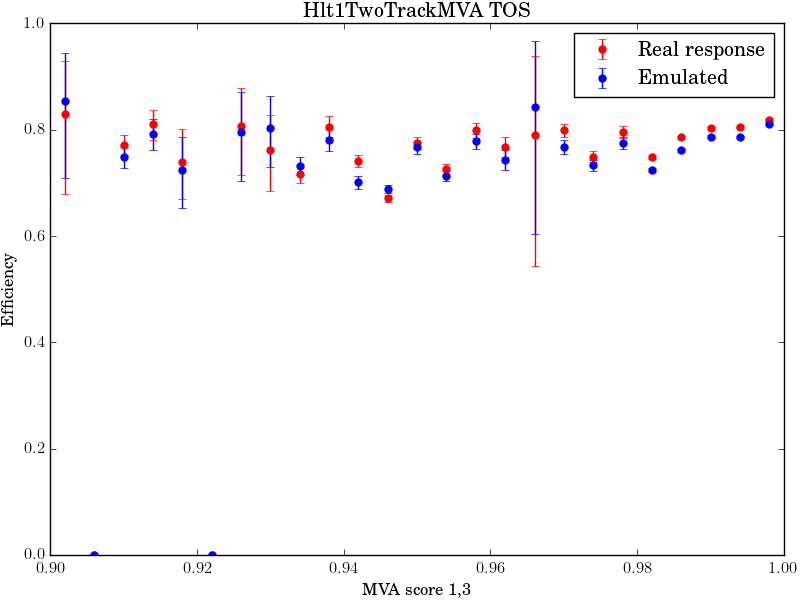 Hlt1TwoTrackMVA TOS
Real response
Emulated
1.0
0.8
0.6
0.4
0.2
0.0
Efficiency
0.90
0.92
0.94
0.96
0.98
1.00
MVA score 1,3